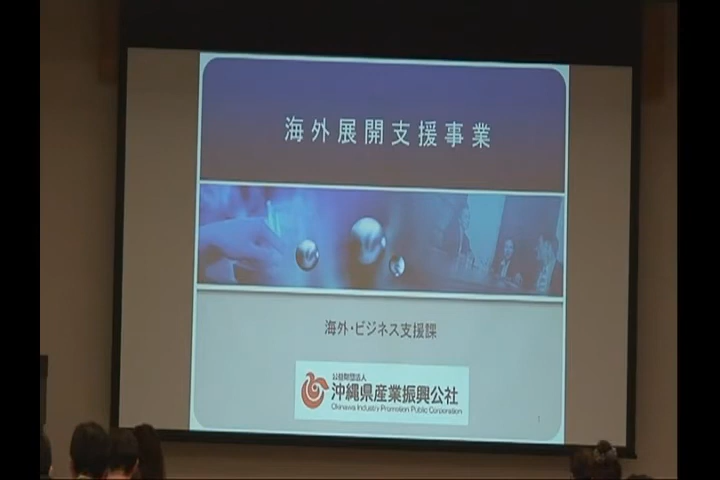 海外展開支援事業
海外・ビジネス支援課
公益財団法人
沖縄県産業振興公社
Okinawa Industry Promotion Public Corporation
1